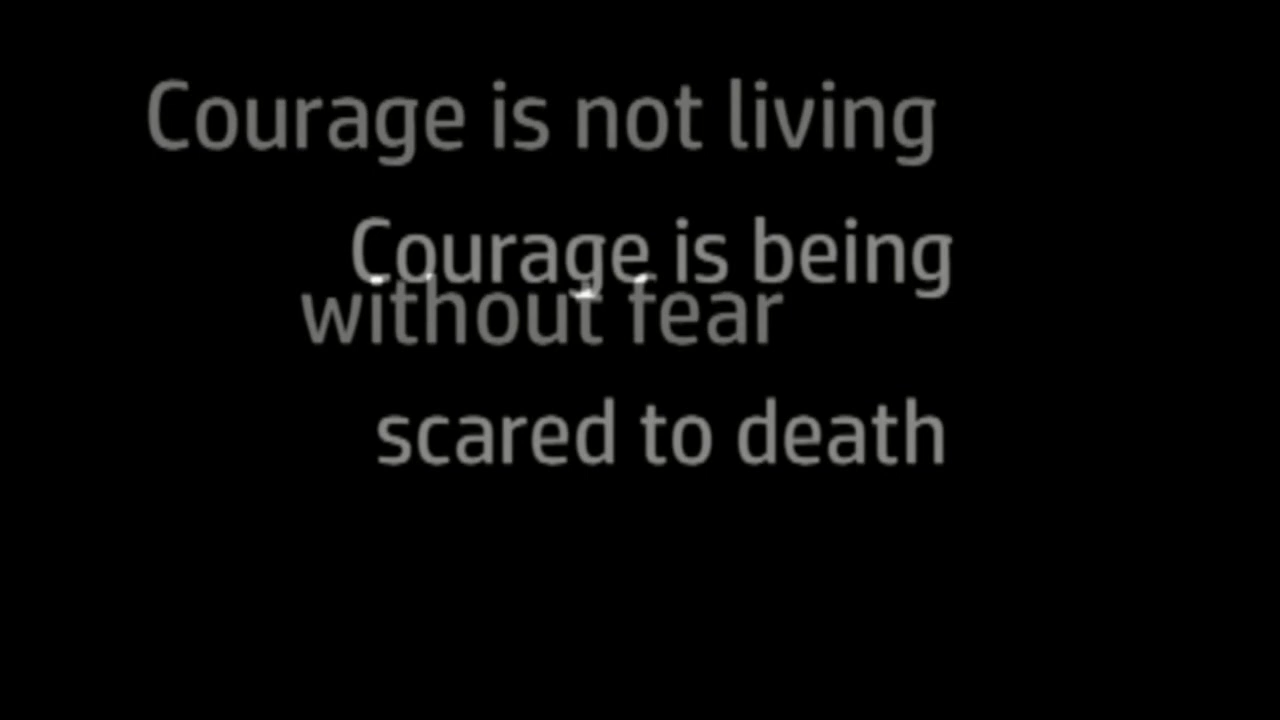 Courage is not living
without fear
Courage is being
scared to death